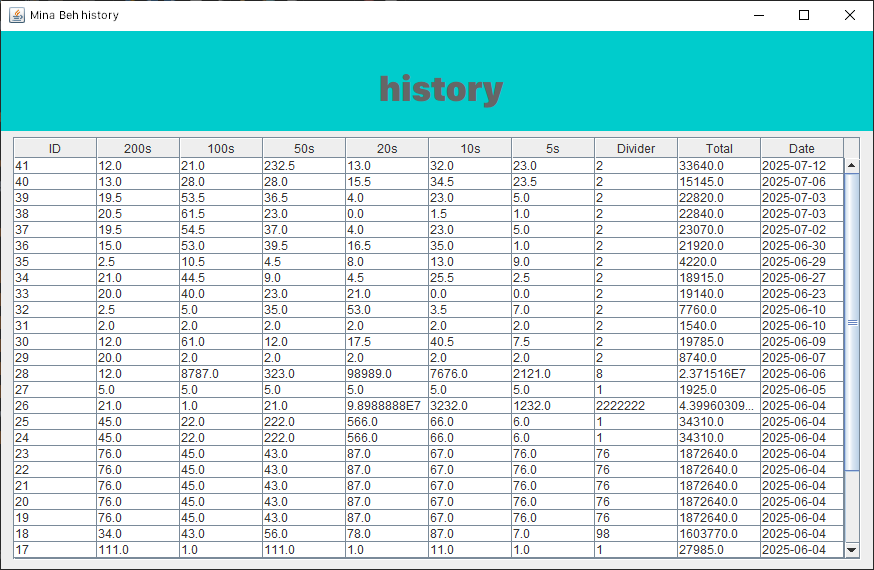 Mina Beh history
history
ID 200s 100s 50s 20s 10s 5s Divider Total Date
41 12.0 21.0 232.5 13.0 32.0 23.0 2 33640.0 2025-07-12
40 13.0 28.0 28.0 15.5 34.5 23.5 2 15145.0 2025-07-06
39 19.5 53.5 36.5 4.0 23.0 5.0 2 22820.0 2025-07-03
38 20.5 61.5 23.0 0.0 1.5 1.0 2 22840.0 2025-07-03
37 19.5 54.5 37.0 4.0 23.0 5.0 2 23070.0 2025-07-02
36 15.0 53.0 39.5 16.5 35.0 1.0 2 21920.0 2025-06-30
35 2.5 10.5 4.5 8.0 13.0 9.0 2 4220.0 2025-06-29
34 21.0 44.5 9.0 4.5 25.5 2.5 2 18915.0 2025-06-27
33 20.0 40.0 23.0 21.0 0.0 0.0 2 19140.0 2025-06-23
32 2.5 5.0 35.0 53.0 3.5 7.0 2 7760.0 2025-06-10
31 2.0 2.0 2.0 2.0 2.0 2.0 2 1540.0 2025-06-10
30 12.0 61.0 12.0 17.5 40.5 7.5 2 19785.0 2025-06-09
29 20.0 2.0 2.0 2.0 2.0 2.0 2 8740.0 2025-06-07
28 12.0 8787.0 323.0 98989.0 7676.0 2121.0 8 2.371516E7 2025-06-06
27 5.0 5.0 5.0 5.0 5.0 5.0 1 1925.0 2025-06-05
26 21.0 1.0 21.0 9.8988888E7 3232.0 1232.0 2222222 4.39960309... 2025-06-04
25 45.0 22.0 222.0 566.0 66.0 6.0 1 34310.0 2025-06-04
24 45.0 22.0 222.0 566.0 66.0 6.0 1 34310.0 2025-06-04
23 76.0 45.0 43.0 87.0 67.0 76.0 76 1872640.0 2025-06-04
22 76.0 45.0 43.0 87.0 67.0 76.0 76 1872640.0 2025-06-04
21 76.0 45.0 43.0 87.0 67.0 76.0 76 1872640.0 2025-06-04
20 76.0 45.0 43.0 87.0 67.0 76.0 76 1872640.0 2025-06-04
19 76.0 45.0 43.0 87.0 67.0 76.0 76 1872640.0 2025-06-04
18 34.0 43.0 56.0 78.0 87.0 7.0 98 1603770.0 2025-06-04
17 111.0 1.0 111.0 1.0 11.0 1.0 1 27985.0 2025-06-04